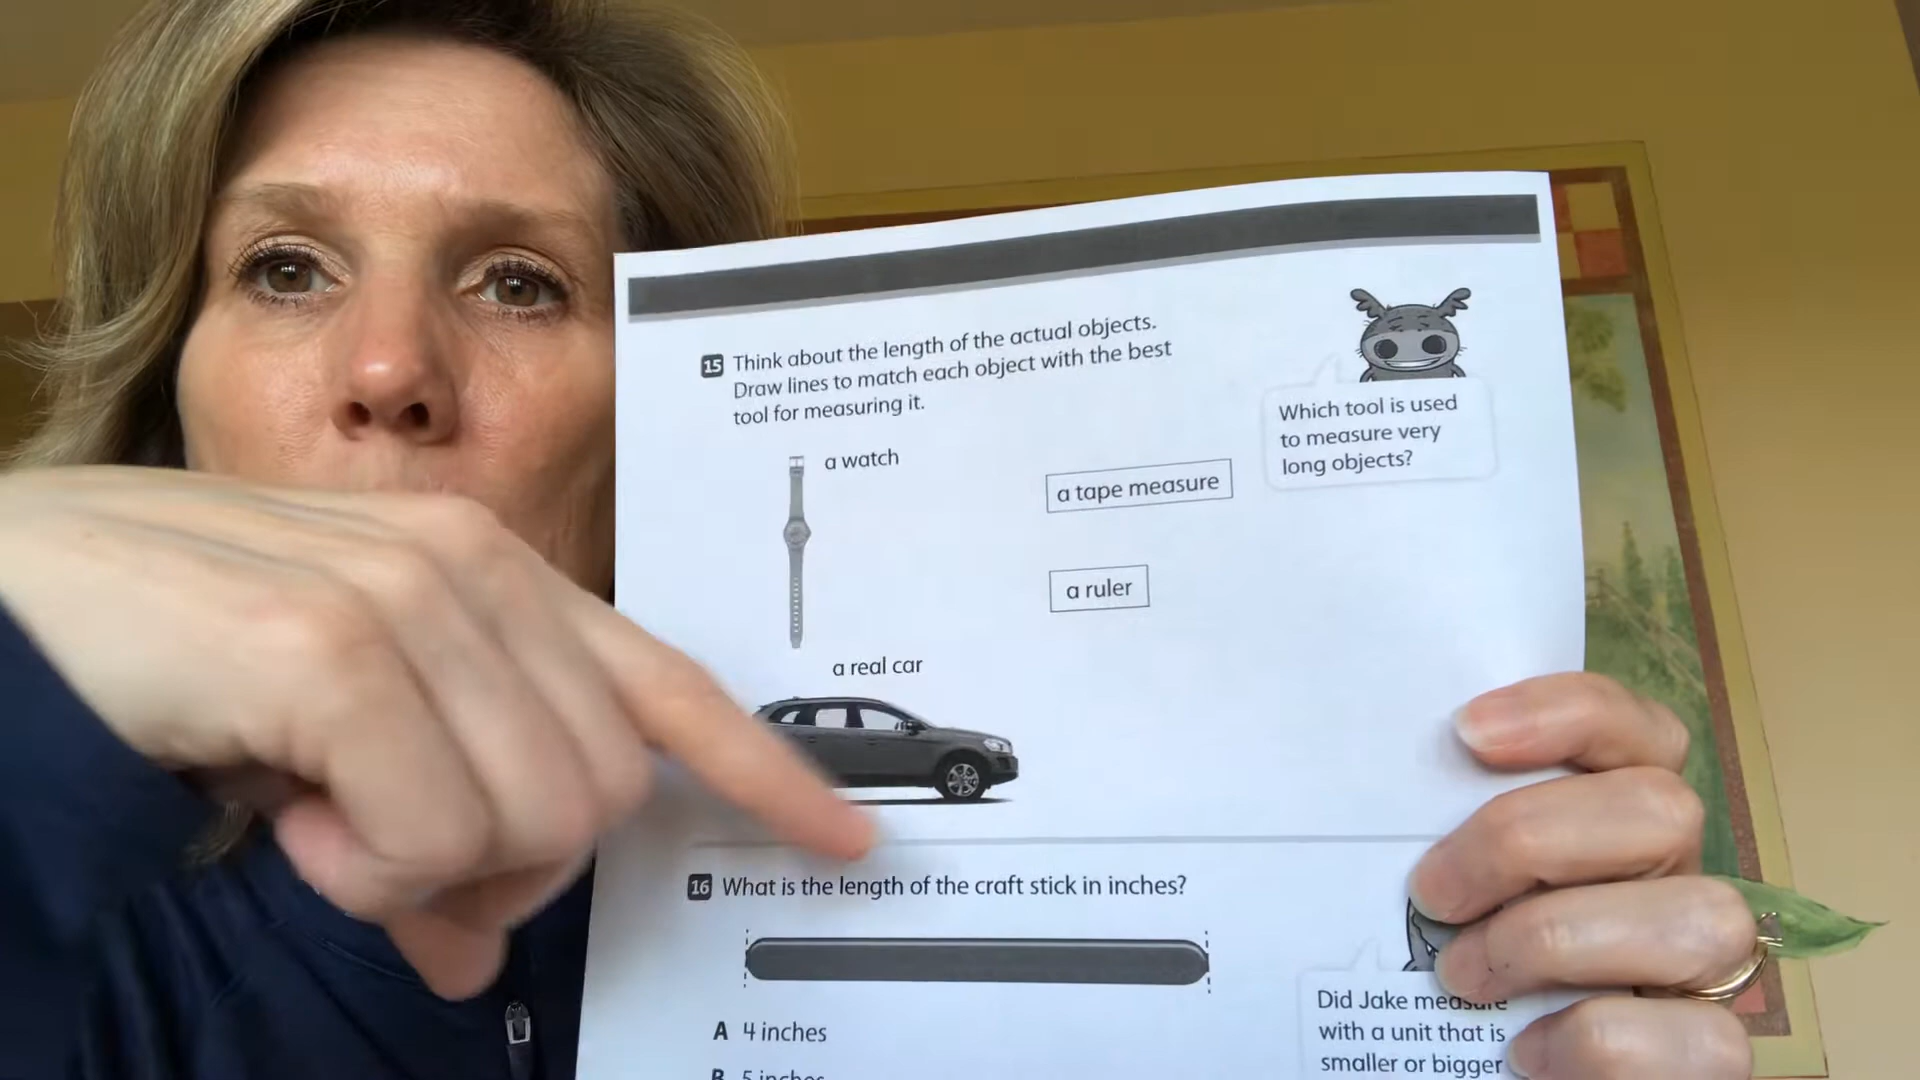 15 Think about the length of the actual objects.
Draw lines to match each object with the best
tool for measuring it.
Which tool is used
to measure very
long objects?
a watch
a tape measure
a ruler
a real car
16 What is the length of the craft stick in inches?
A 4 inches
B 5 inches
Did Jake measure
with a unit that is
smaller or bigger